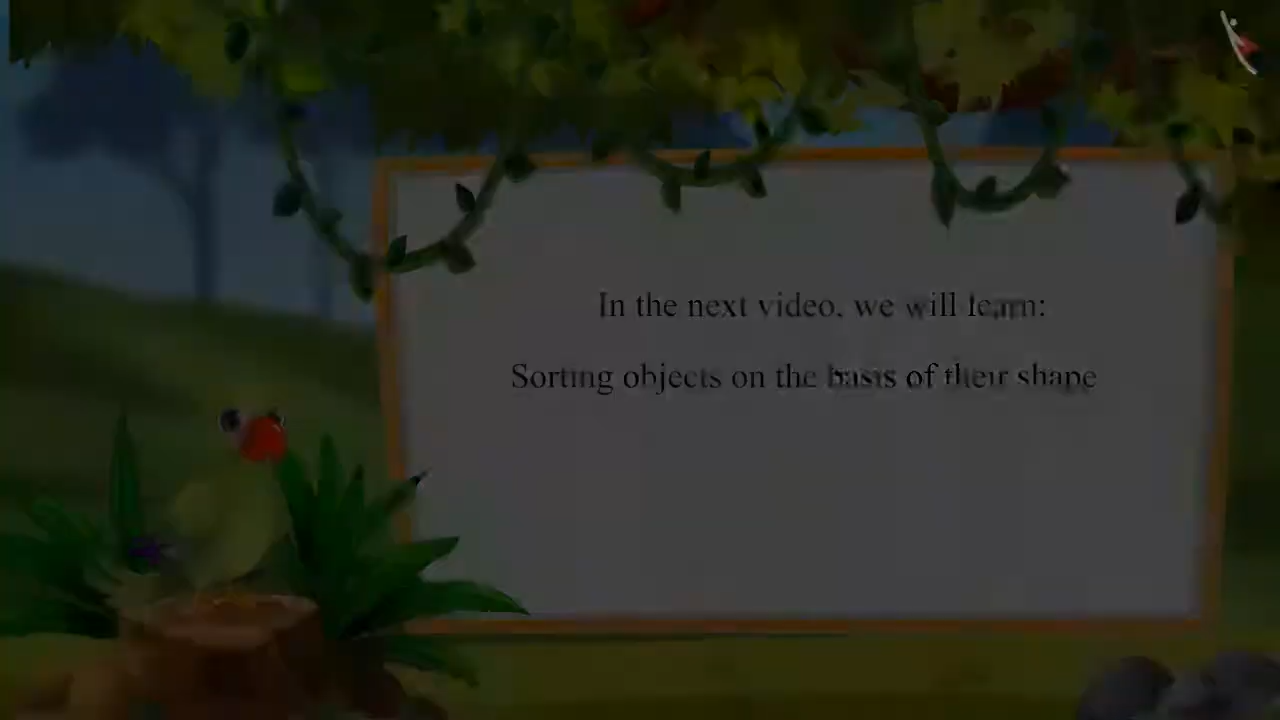 In the next video, we will learn:
Sorting objects on the basis of their shape